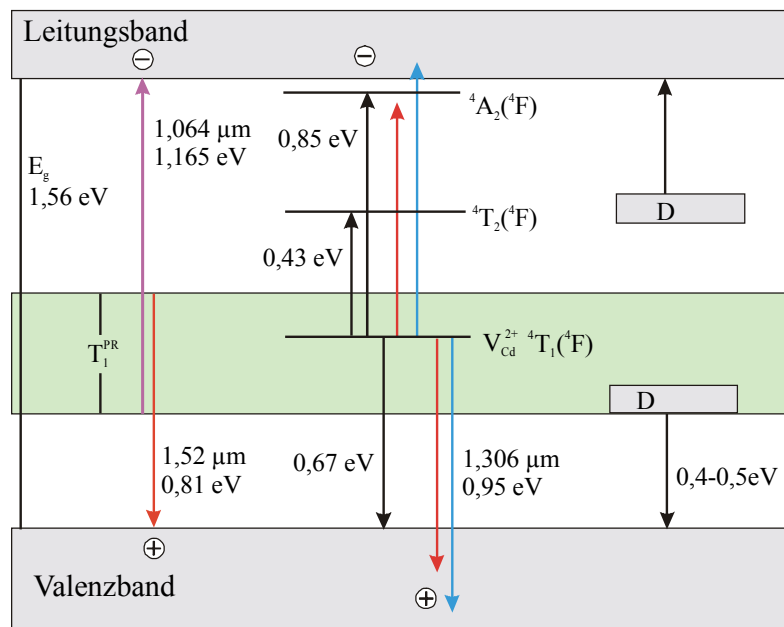 Leitungsband
⊖
⊖
⁴A₂(⁴F)
1,064 µm
1,165 eV
0,85 eV
E_g
1,56 eV
D
⁴T₂(⁴F)
0,43 eV
T₁^PR
V_Cd^2+ ⁴T₁(⁴F)
D
1,52 µm
0,81 eV
0,67 eV
1,306 µm
0,95 eV
0,4-0,5eV
⊕
Valenzband
⊕